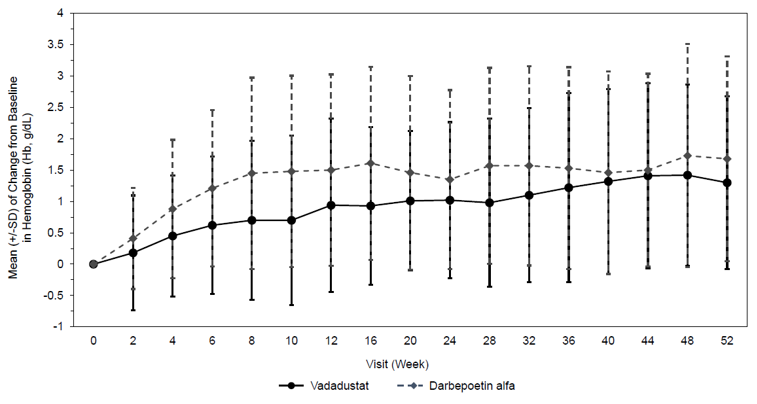 Mean (+/-SD) of Change from Baseline
in Hemoglobin (Hb, g/dL)
4
3.5
3
2.5
2
1.5
1
0.5
0
-0.5
-1
0 2 4 6 8 10 12 16 20 24 28 32 36 40 44 48 52
Visit (Week)
Vadadustat Darbepoetin alfa